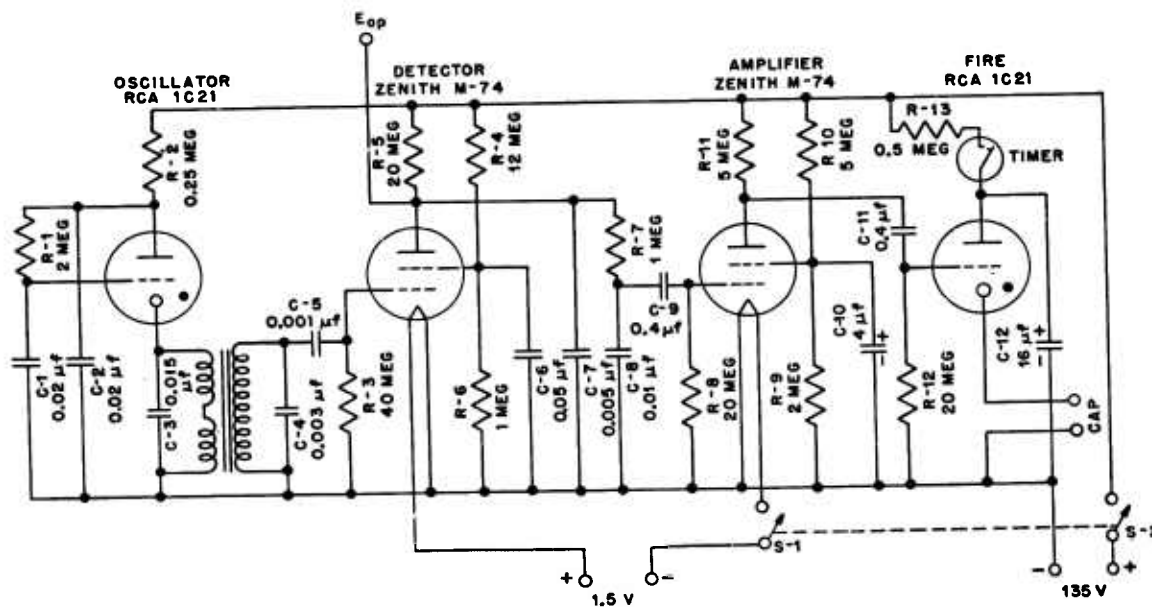 E op
OSCILLATOR
RCA 1C21
DETECTOR
ZENITH M-74
AMPLIFIER
ZENITH M-74
FIRE
RCA 1C21
R-1
2 MEG
R-2
0.25 MEG
R-5
20 MEG
R-4
12 MEG
R-7
1 MEG
R-11
5 MEG
R 10
5 MEG
R-13
0.5 MEG
TIMER
C-1
0.02 μf
C-2
0.02 μf
C-3
0.015
μf
C-4
0.003 μf
C-5
0.001 μf
R-3
40 MEG
R-6
1 MEG
C-6
0.05 μf
C-7
0.005 μf
C-8
0.01 μf
C-9
0.4 μf
R-8
20 MEG
R-9
2 MEG
C-10
4 μf
+
-
C-11
0.4 μf
R-12
20 MEG
C-12
16 μf
+
-
CAP
S-1
+
-
1.5 V
-
+
135 V